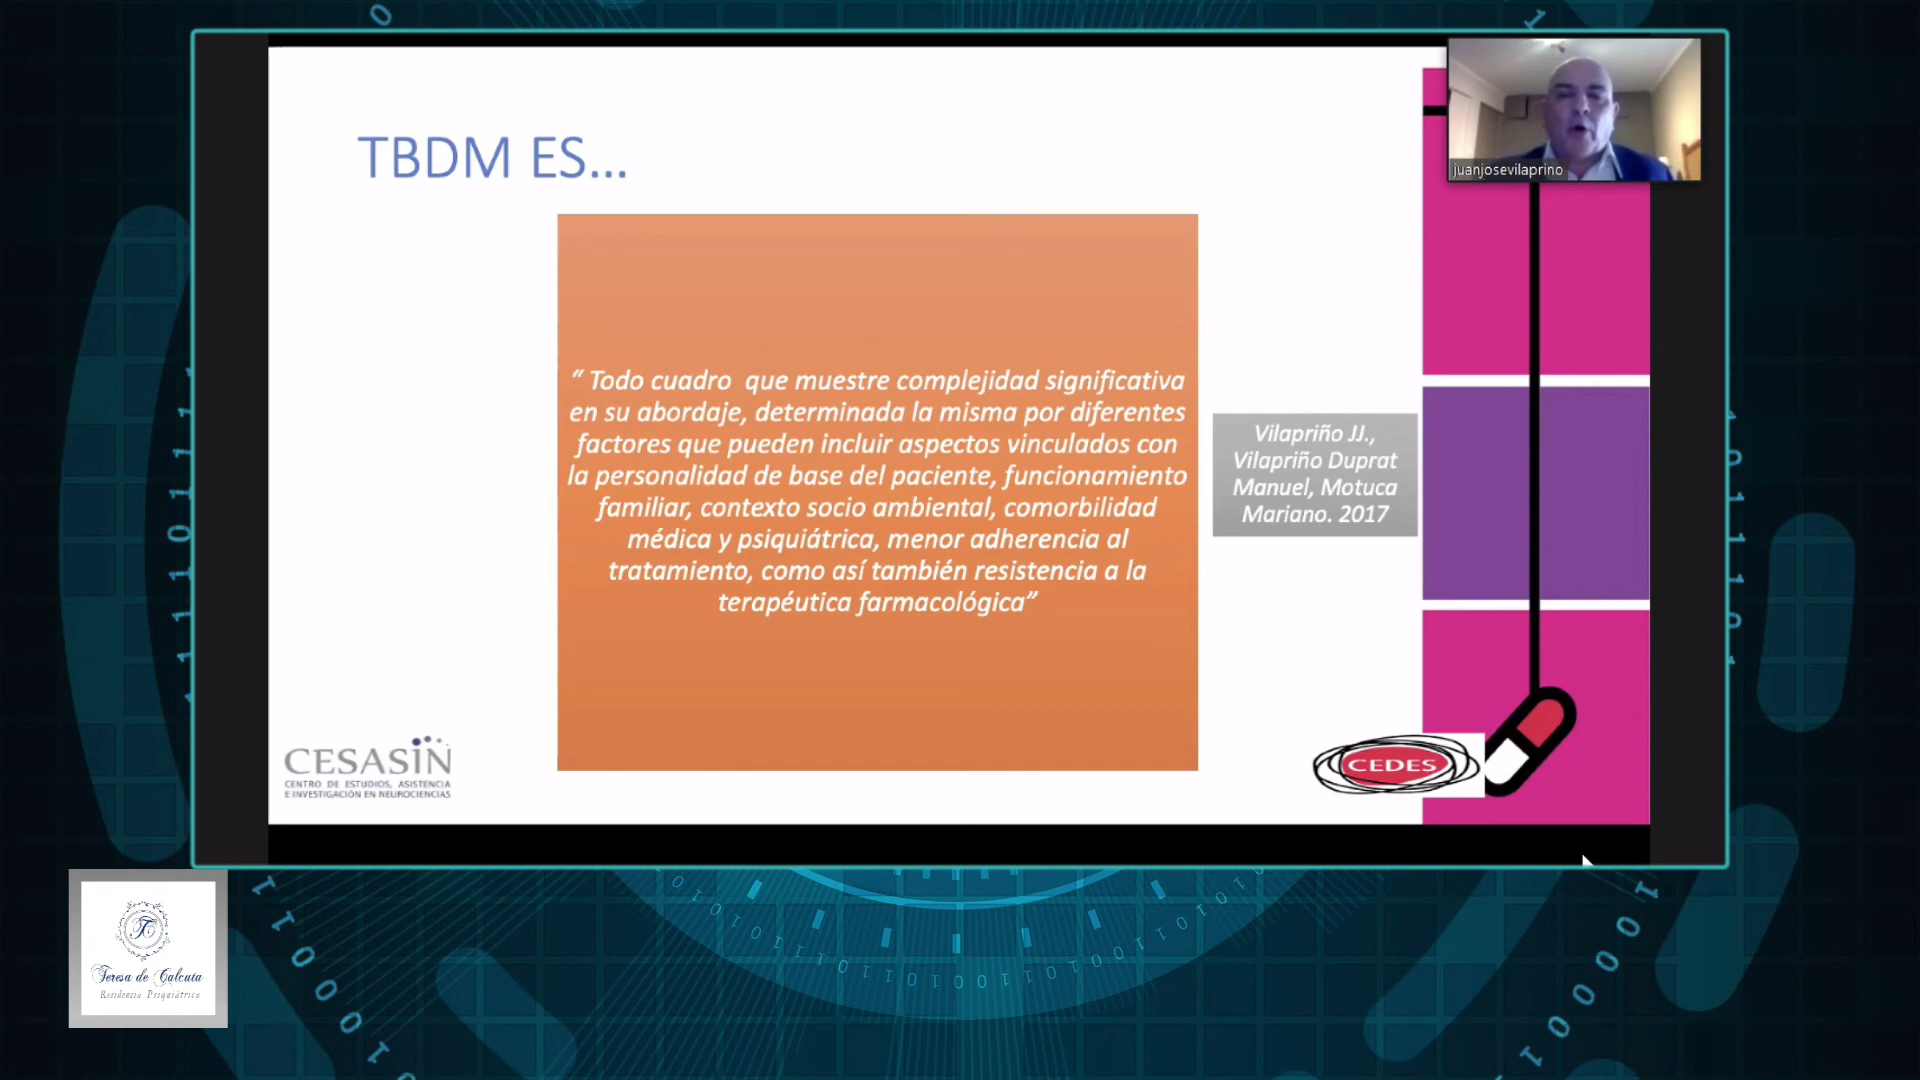 TBDM ES...
“ Todo cuadro que muestre complejidad significativa
en su abordaje, determinada la misma por diferentes
factores que pueden incluir aspectos vinculados con
la personalidad de base del paciente, funcionamiento
familiar, contexto socio ambiental, comorbilidad
médica y psiquiátrica, menor adherencia al
tratamiento, como así también resistencia a la
terapéutica farmacológica”
Vilapriño JJ.,
Vilapriño Duprat
Manuel, Motuca
Mariano. 2017
juanjosevilaprino
CESASIN
CENTRO DE ESTUDIOS, ASISTENCIA
E INVESTIGACIÓN EN NEUROCIENCIAS
CEDES
Teresa de Calcuta
Residencia Psiquiátrica